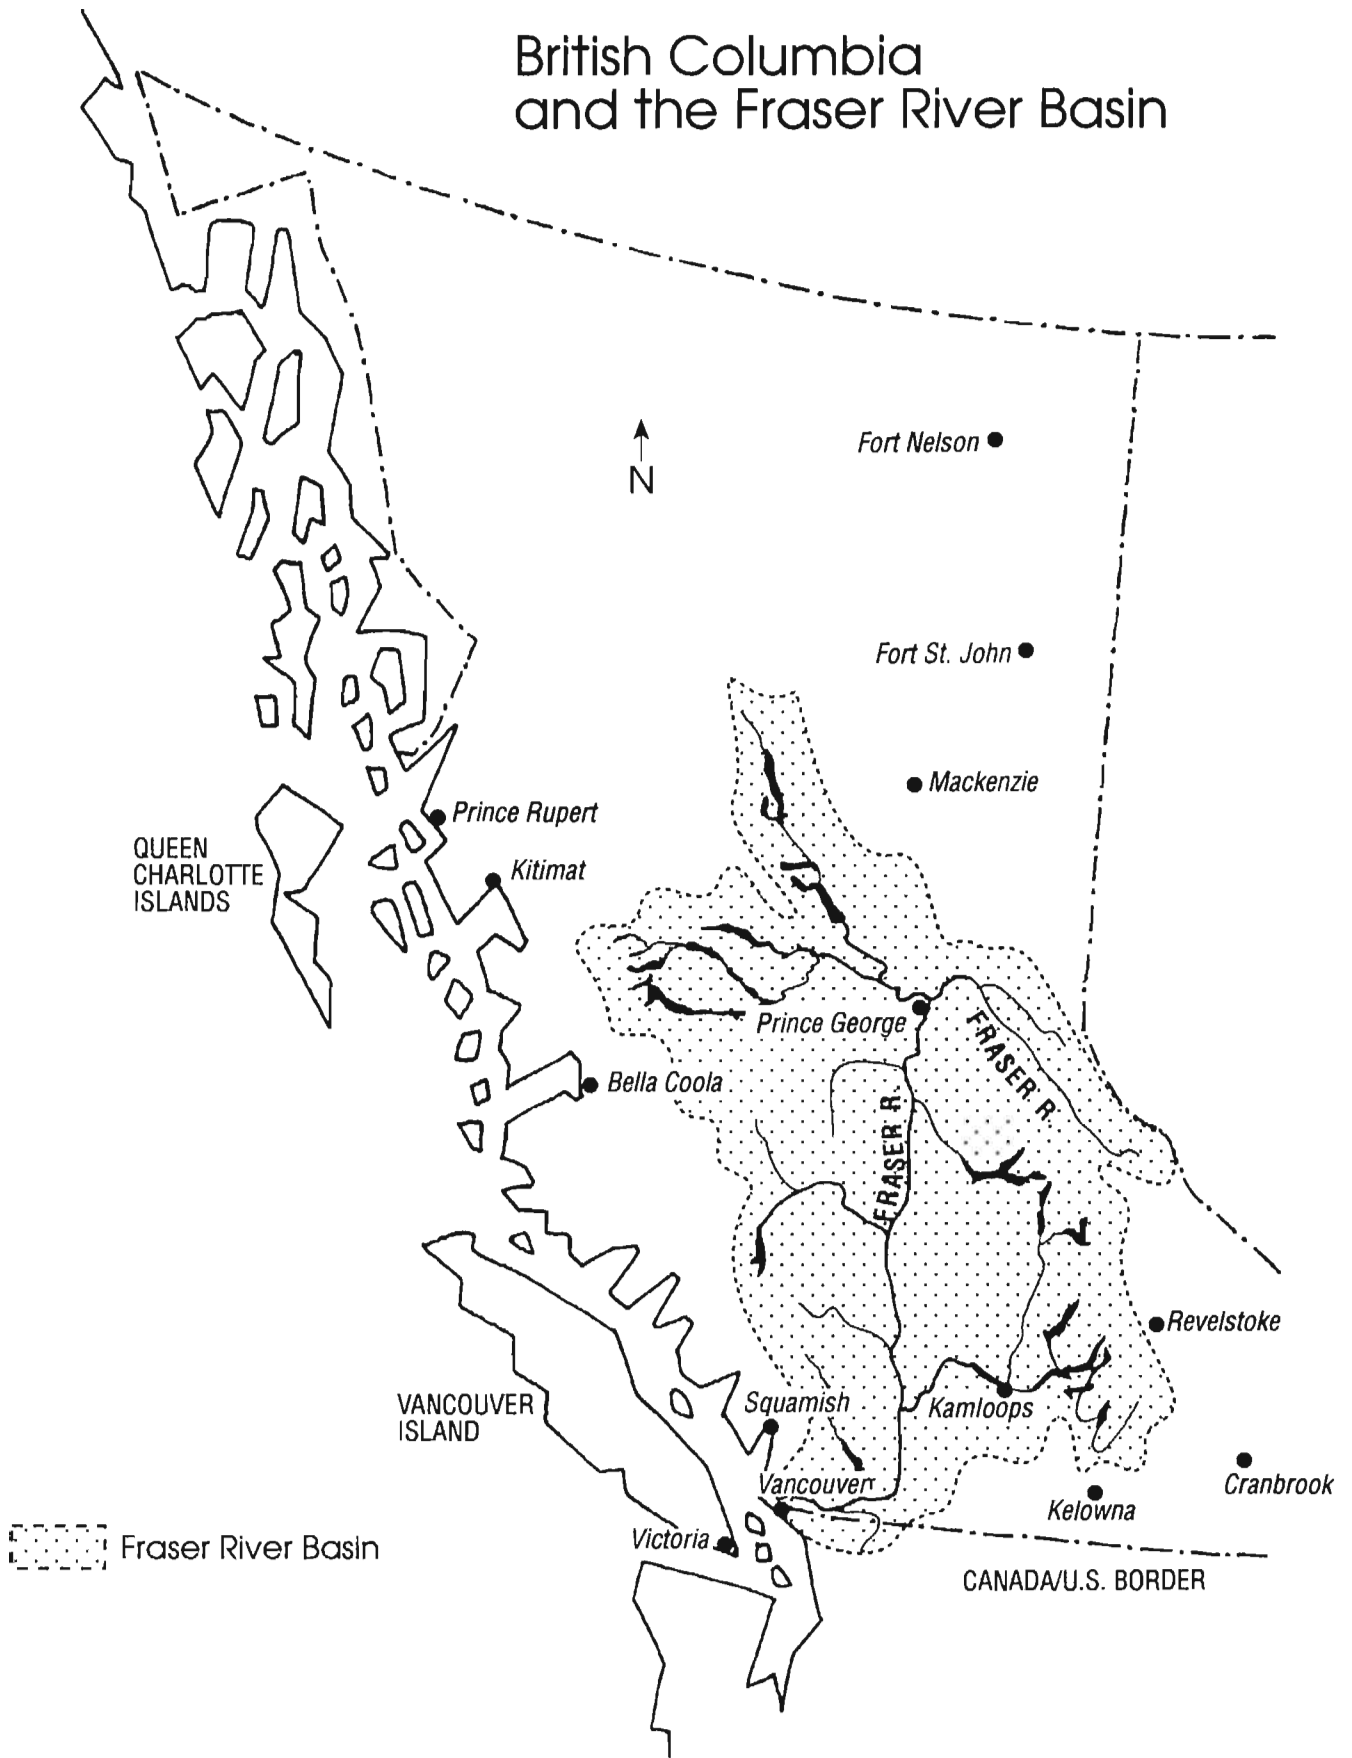 British Columbia
and the Fraser River Basin
Fort Nelson
N
Fort St. John
Mackenzie
Prince Rupert
QUEEN
CHARLOTTE
ISLANDS
Kitimat
Prince George
FRASER R.
Bella Coola
FRASER R.
Revelstoke
VANCOUVER
ISLAND
Squamish
Kamloops
Vancouver
Cranbrook
Kelowna
Victoria
Fraser River Basin
CANADA/U.S. BORDER